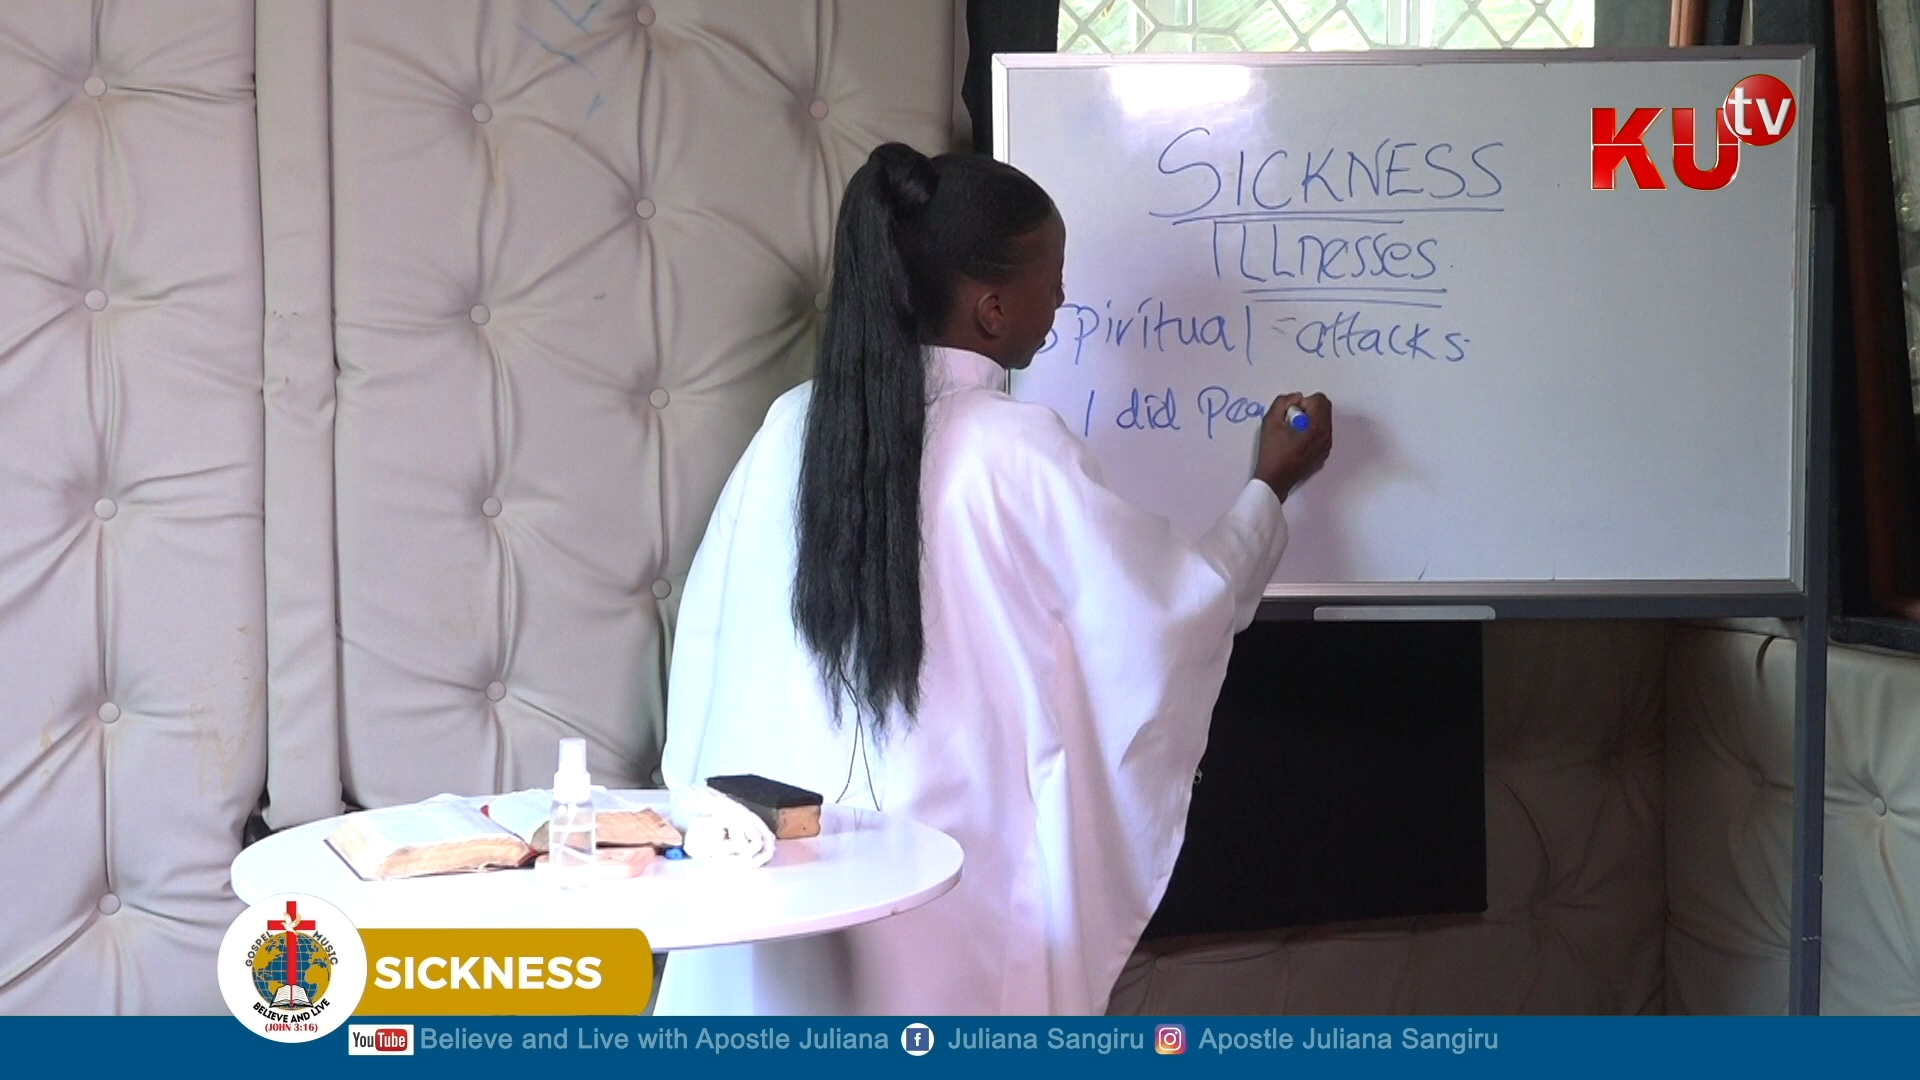 KU tv
SICKNESS
ILLnesses
Spiritual = attacks
I did
GOSPEL MUSIC
BELIEVE AND LIVE
(JOHN 3:16)
SICKNESS
YouTube Believe and Live with Apostle Juliana f Juliana Sangiru Apostle Juliana Sangiru